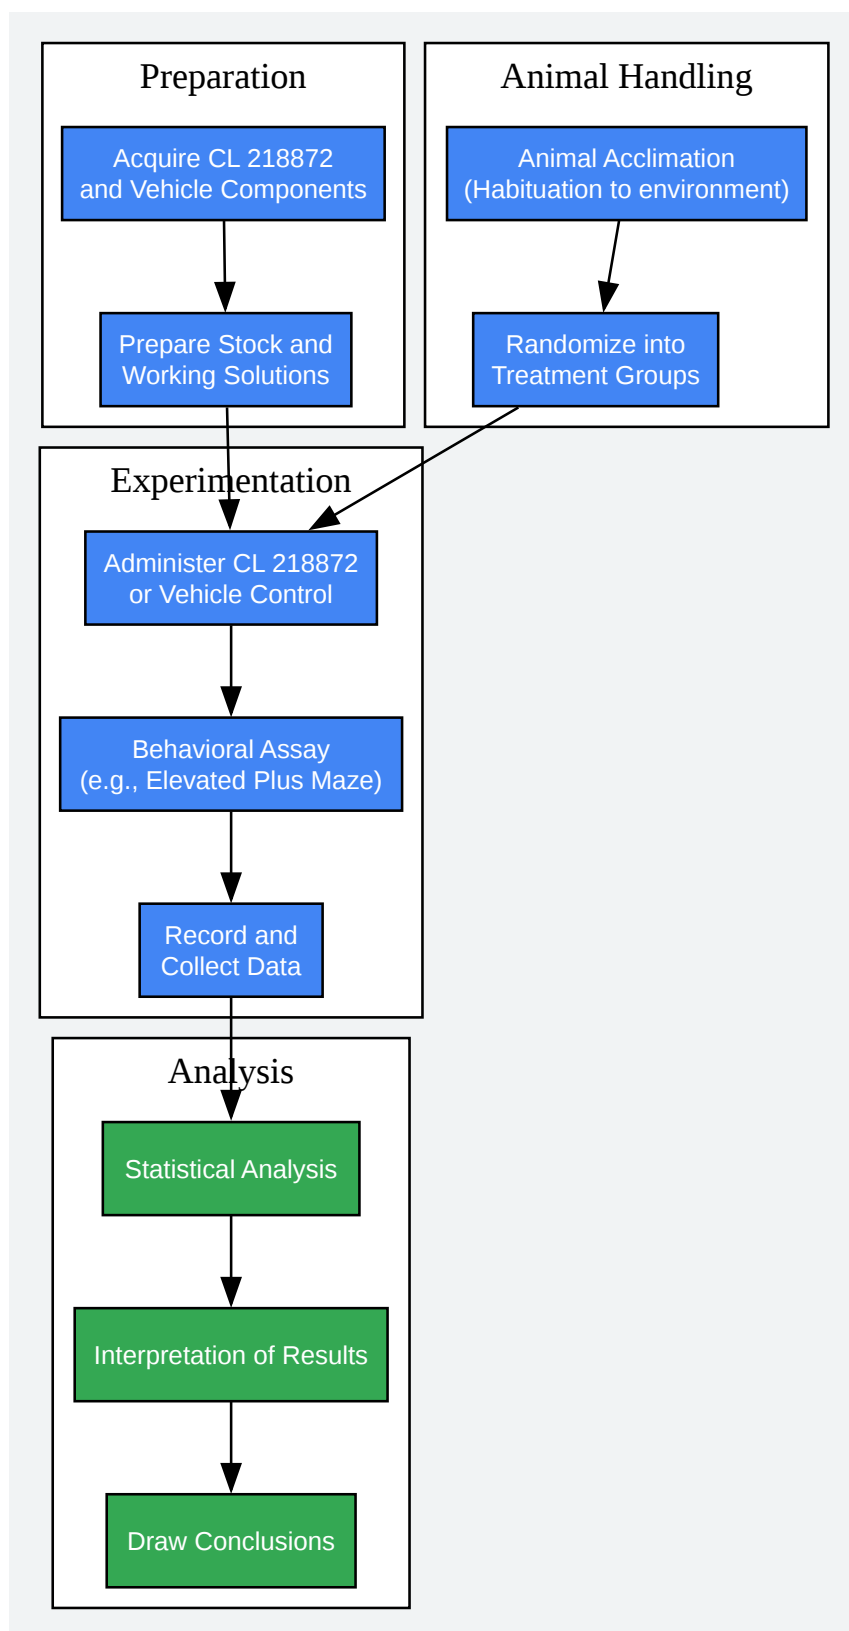 Preparation
Acquire CL 218872
and Vehicle Components
Prepare Stock and
Working Solutions
Animal Handling
Animal Acclimation
(Habituation to environment)
Randomize into
Treatment Groups
Experimentation
Administer CL 218872
or Vehicle Control
Behavioral Assay
(e.g., Elevated Plus Maze)
Record and
Collect Data
Analysis
Statistical Analysis
Interpretation of Results
Draw Conclusions